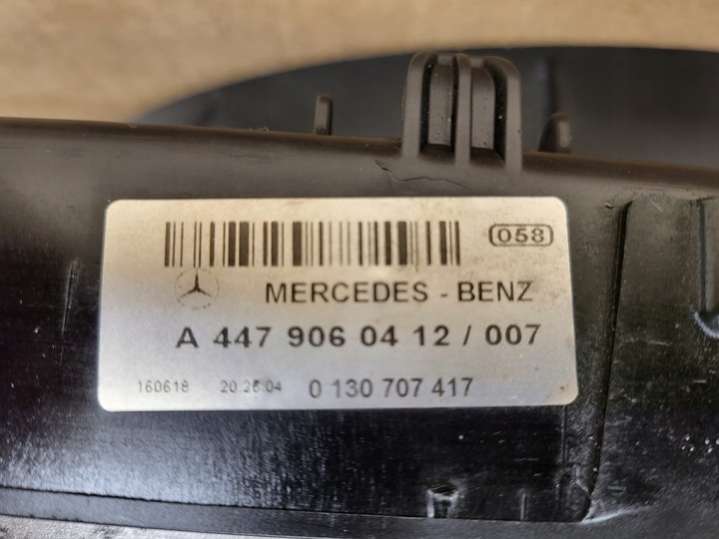 058
MERCEDES - BENZ
A 447 906 04 12 / 007
160618 20:26:04 0 130 707 417